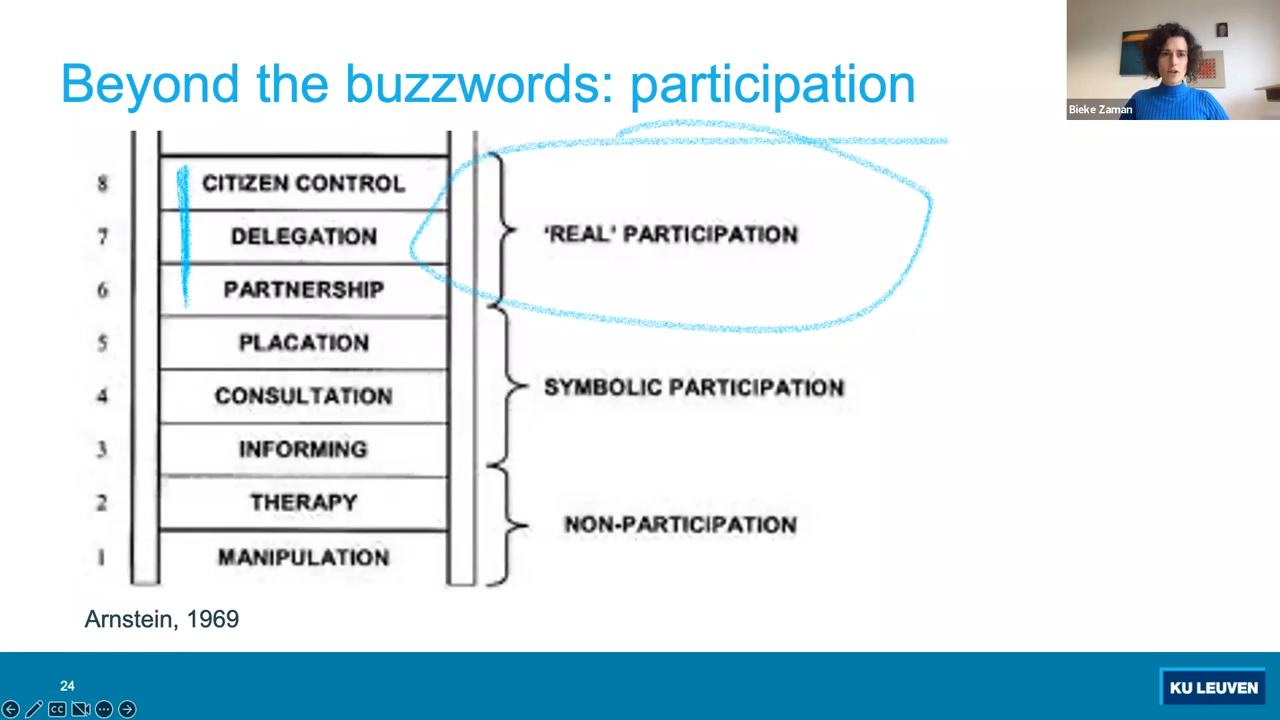 Beyond the buzzwords: participation
Bieke Zaman
8 CITIZEN CONTROL
7 DELEGATION
6 PARTNERSHIP
'REAL' PARTICIPATION
5 PLACATION
4 CONSULTATION
3 INFORMING
SYMBOLIC PARTICIPATION
2 THERAPY
1 MANIPULATION
NON-PARTICIPATION
Arnstein, 1969
24
CC
KU LEUVEN